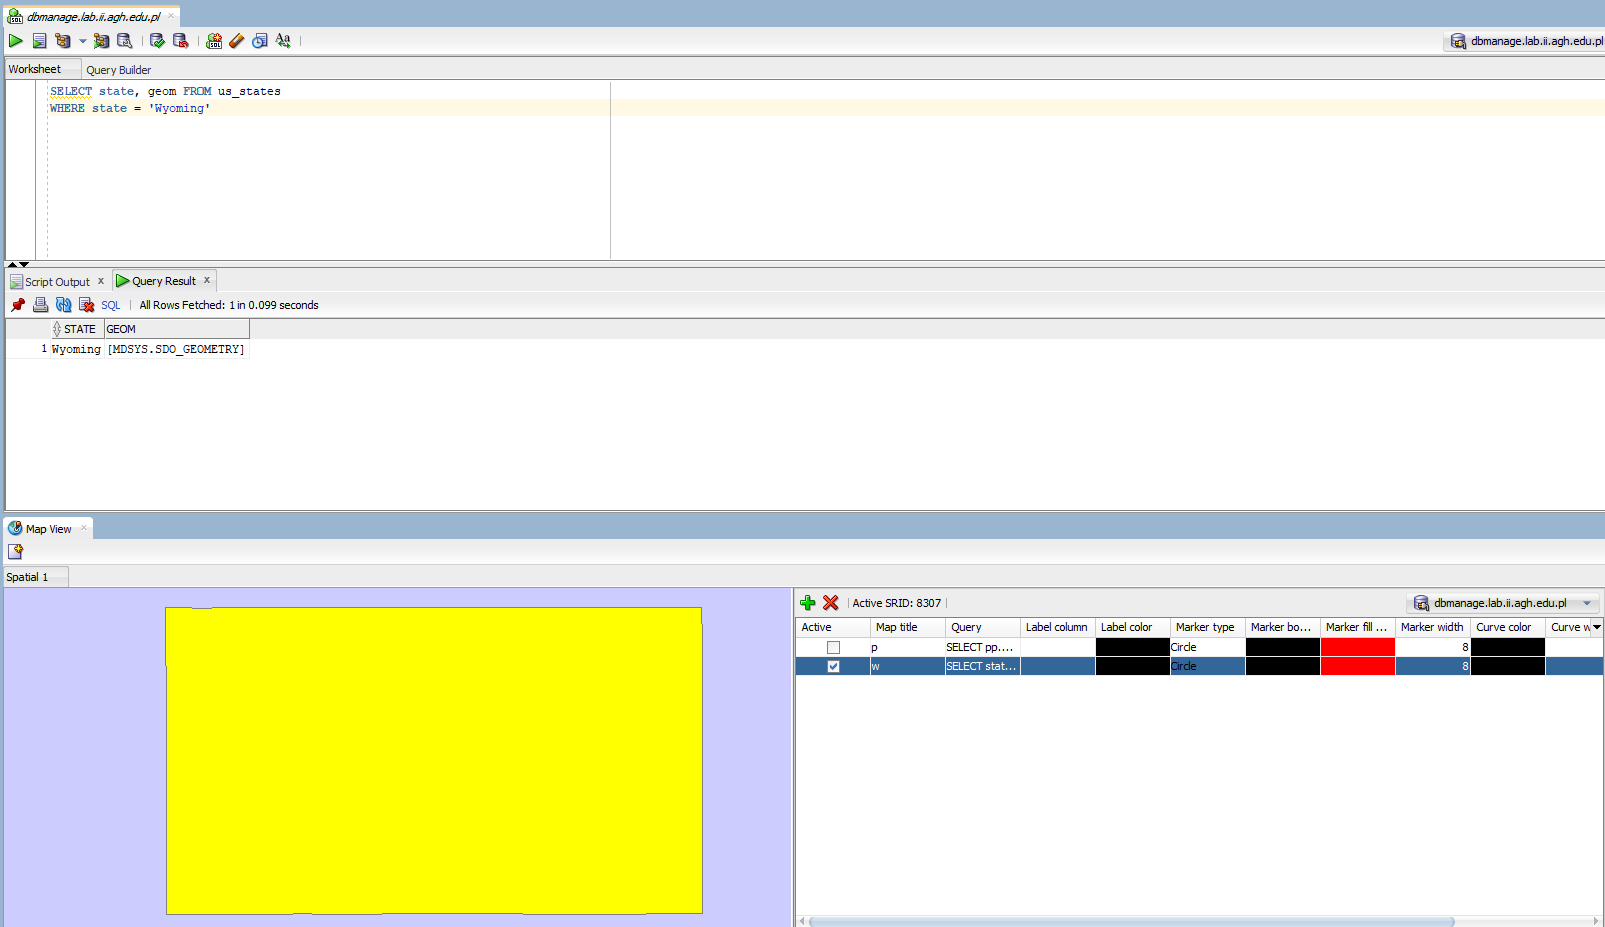 dbmanage.lab.ii.agh.edu.pl
dbmanage.lab.ii.agh.edu.pl
Worksheet Query Builder
SELECT state, geom FROM us_states
WHERE state = 'Wyoming'
Script Output Query Result
SQL All Rows Fetched: 1 in 0.099 seconds
STATE GEOM
1 Wyoming [MDSYS.SDO_GEOMETRY]
Map View
Spatial 1
Active SRID: 8307 dbmanage.lab.ii.agh.edu.pl
Active Map title Query Label column Label color Marker type Marker bo... Marker fill ... Marker width Curve color Curve w
p SELECT pp.... Circle 8
w SELECT stat... Circle 8